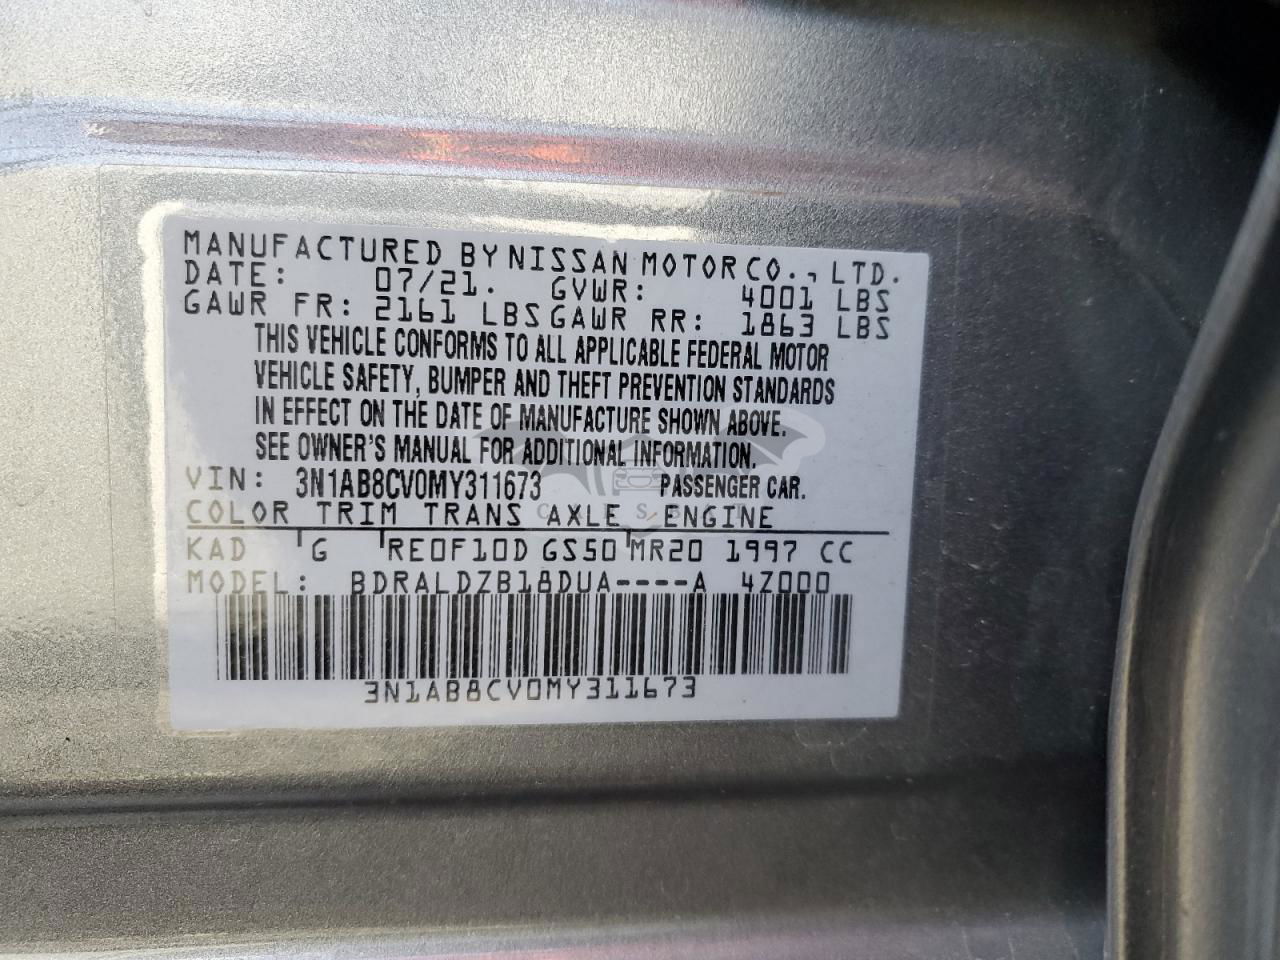 MANUFACTURED BY NISSAN MOTOR CO., LTD.
DATE: 07/21. GVWR: 4001 LBS
GAWR FR: 2161 LBS GAWR RR: 1863 LBS
THIS VEHICLE CONFORMS TO ALL APPLICABLE FEDERAL MOTOR
VEHICLE SAFETY, BUMPER AND THEFT PREVENTION STANDARDS
IN EFFECT ON THE DATE OF MANUFACTURE SHOWN ABOVE.
SEE OWNER'S MANUAL FOR ADDITIONAL INFORMATION.
VIN: 3N1AB8CV0MY311673 PASSENGER CAR.
COLOR TRIM TRANS AXLE ENGINE
KAD G RE0F10D GS50 MR20 1997 CC
MODEL: BDRALDZB18DUA----A 4Z000
3N1AB8CV0MY311673